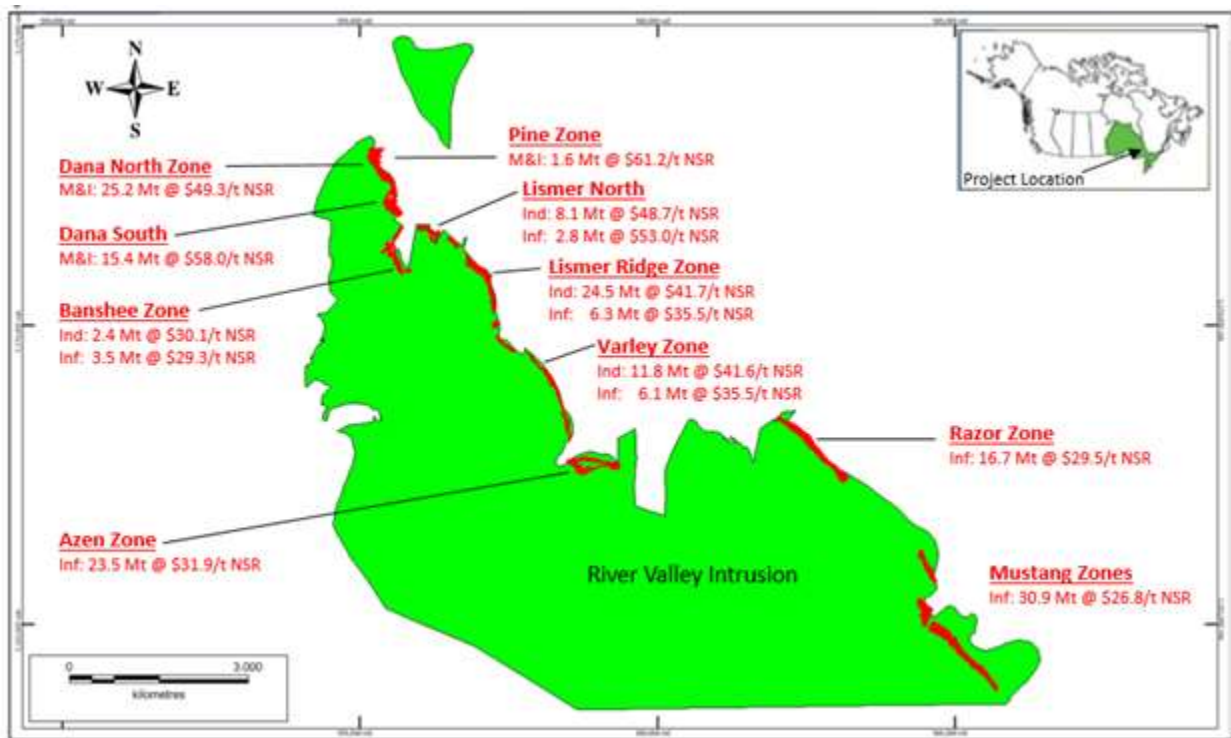 N
W E
S
Pine Zone
M&I: 1.6 Mt @ $61.2/t NSR
Dana North Zone
M&I: 25.2 Mt @ $49.3/t NSR
Lismer North
Ind: 8.1 Mt @ $48.7/t NSR
Inf: 2.8 Mt @ $53.0/t NSR
Dana South
M&I: 15.4 Mt @ $58.0/t NSR
Lismer Ridge Zone
Ind: 24.5 Mt @ $41.7/t NSR
Inf: 6.3 Mt @ $35.5/t NSR
Banshee Zone
Ind: 2.4 Mt @ $30.1/t NSR
Inf: 3.5 Mt @ $29.3/t NSR
Varley Zone
Ind: 11.8 Mt @ $41.6/t NSR
Inf: 6.1 Mt @ $35.5/t NSR
Razor Zone
Inf: 16.7 Mt @ $29.5/t NSR
Azen Zone
Inf: 23.5 Mt @ $31.9/t NSR
River Valley Intrusion
Mustang Zones
Inf: 30.9 Mt @ $26.8/t NSR
Project Location
0 3.000
kilometres